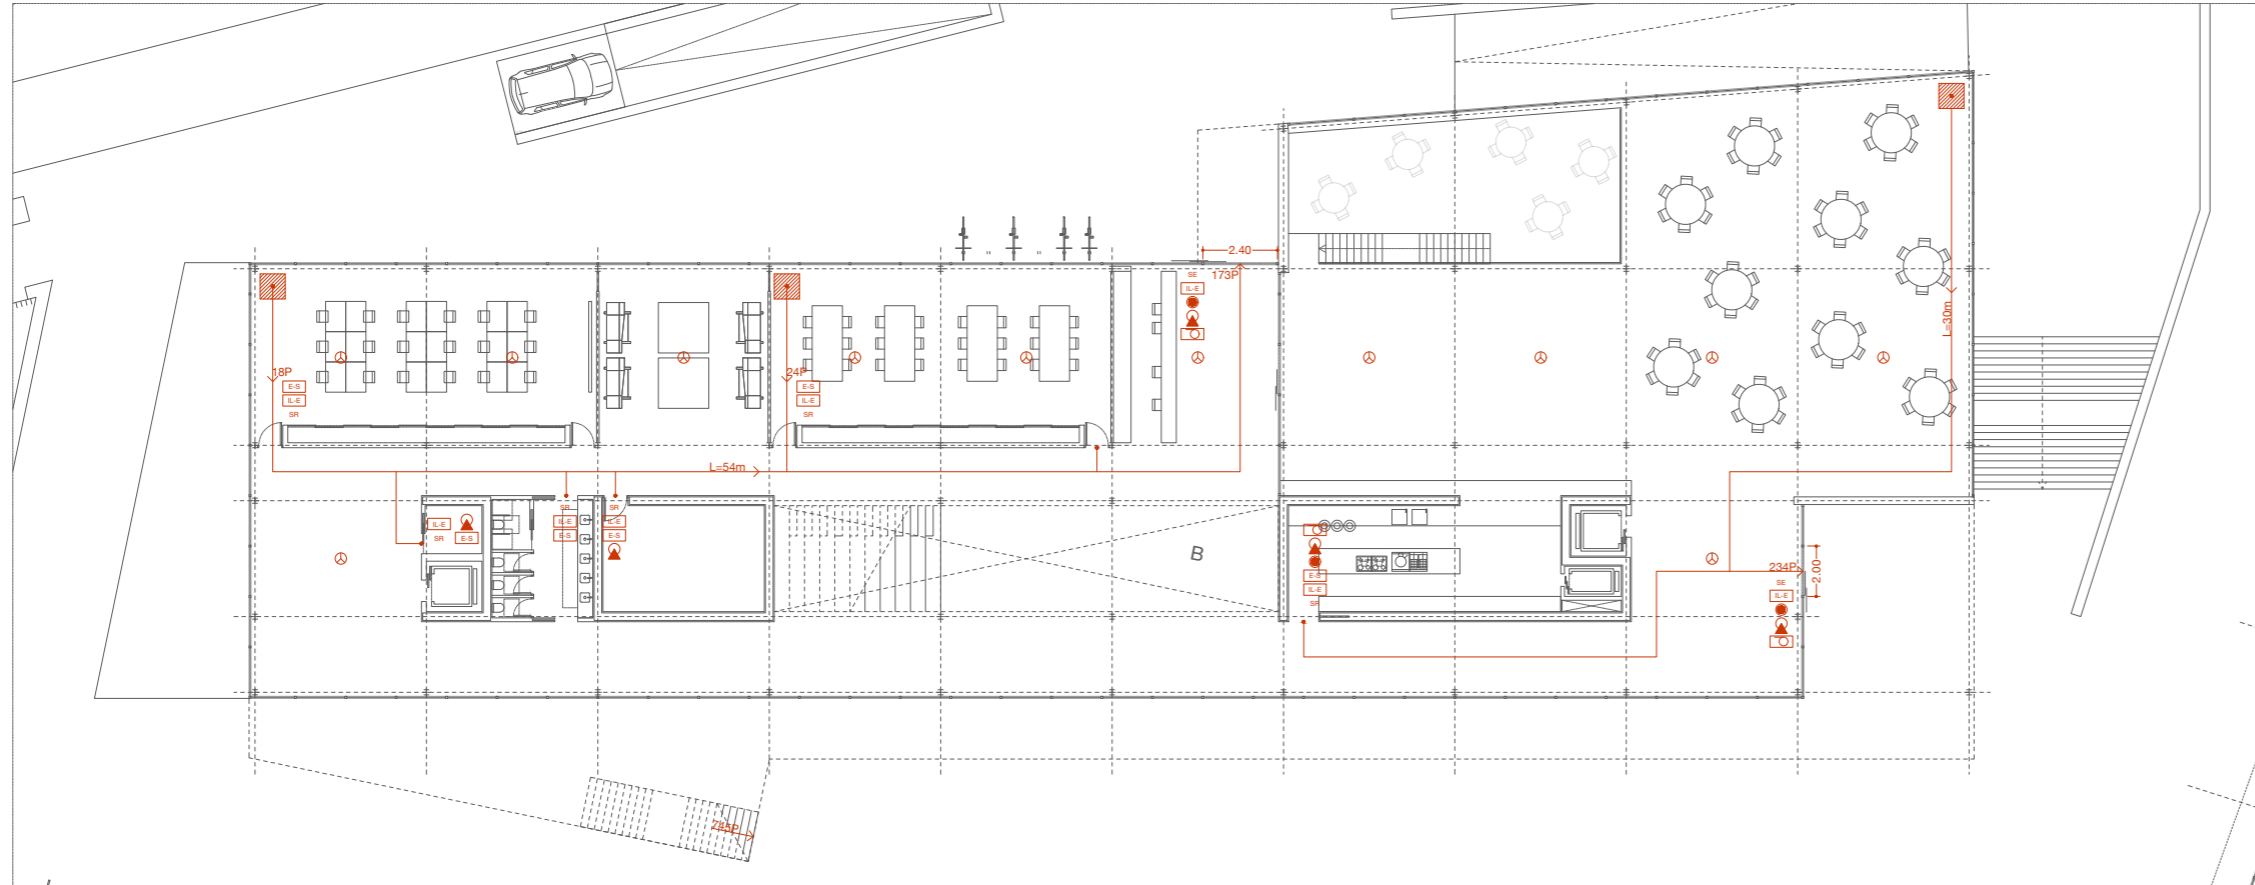 2.40
SE
173P
IL-E
L=30m
18P
E-S
IL-E
SR
24P
E-S
IL-E
SR
L=54m
IL-E
SR
E-S
SR
IL-E
E-S
SR
IL-E
E-S
B
E-S
IL-E
SR
234P
SE
IL-E
2.00
745P